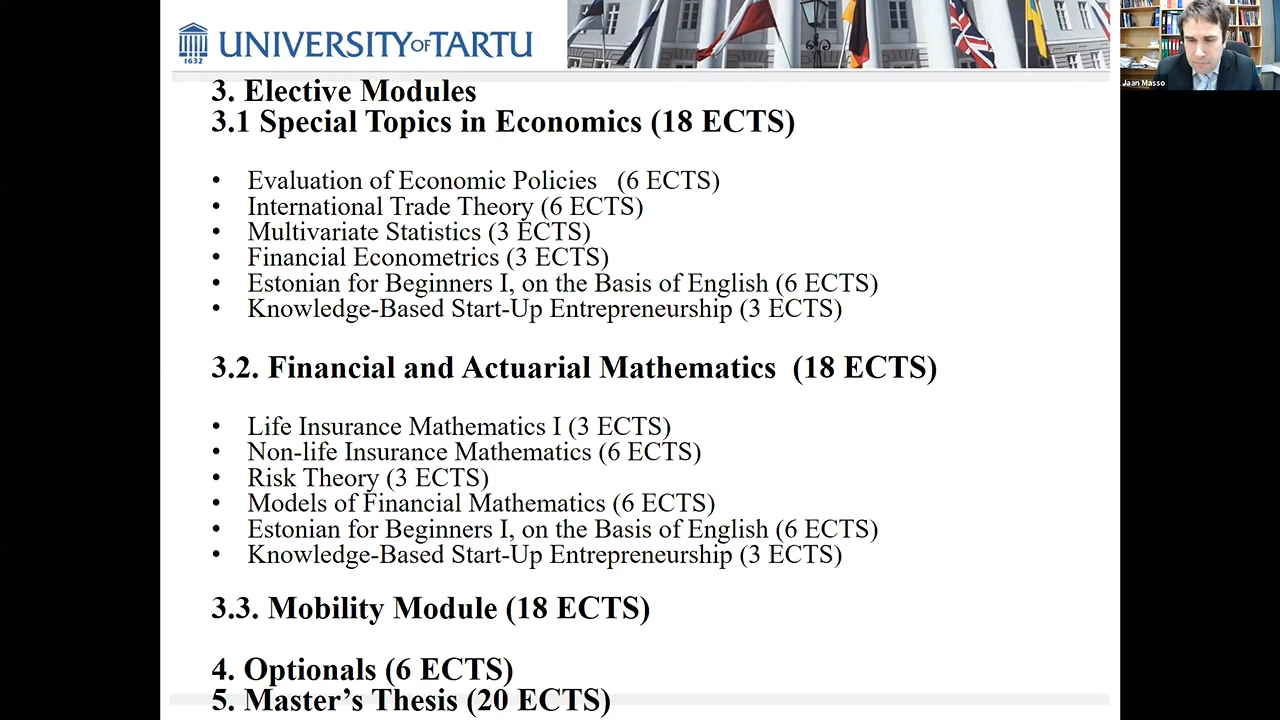 UNIVERSITY OF TARTU
1632
Jaan Masso
3. Elective Modules
3.1 Special Topics in Economics (18 ECTS)
• Evaluation of Economic Policies (6 ECTS)
• International Trade Theory (6 ECTS)
• Multivariate Statistics (3 ECTS)
• Financial Econometrics (3 ECTS)
• Estonian for Beginners I, on the Basis of English (6 ECTS)
• Knowledge-Based Start-Up Entrepreneurship (3 ECTS)
3.2. Financial and Actuarial Mathematics (18 ECTS)
• Life Insurance Mathematics I (3 ECTS)
• Non-life Insurance Mathematics (6 ECTS)
• Risk Theory (3 ECTS)
• Models of Financial Mathematics (6 ECTS)
• Estonian for Beginners I, on the Basis of English (6 ECTS)
• Knowledge-Based Start-Up Entrepreneurship (3 ECTS)
3.3. Mobility Module (18 ECTS)
4. Optionals (6 ECTS)
5. Master’s Thesis (20 ECTS)